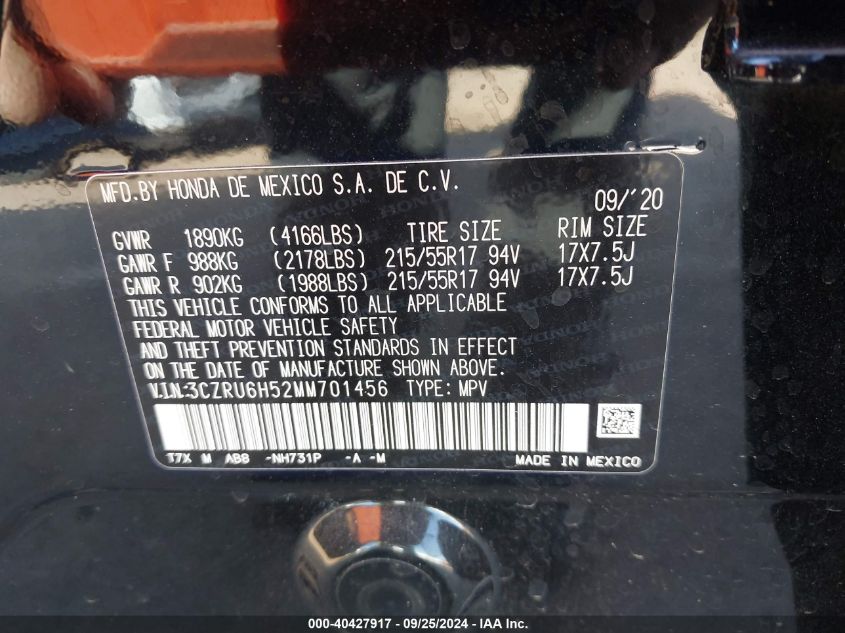 MFD.BY HONDA DE MEXICO S.A. DE C.V.
09/'20
GVWR 1890KG (4166LBS) TIRE SIZE RIM SIZE
GAWR F 988KG (2178LBS) 215/55R17 94V 17X7.5J
GAWR R 902KG (1988LBS) 215/55R17 94V 17X7.5J
THIS VEHICLE CONFORMS TO ALL APPLICABLE
FEDERAL MOTOR VEHICLE SAFETY
AND THEFT PREVENTION STANDARDS IN EFFECT
ON THE DATE OF MANUFACTURE SHOWN ABOVE.
V.I.N:3CZRU6H52MM701456 TYPE: MPV
T7X M AB8 -NH731P -A -M
MADE IN MEXICO
000-40427917 - 09/25/2024 - IAA Inc.